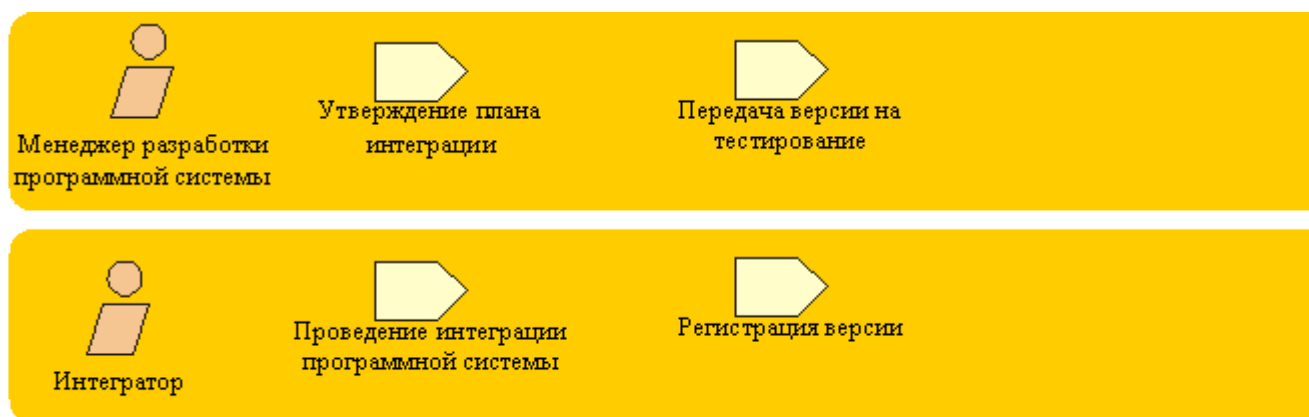 Менеджер разработки
программной системы
Утверждение плана
интеграции
Передача версии на
тестирование
Интегратор
Проведение интеграции
программной системы
Регистрация версии